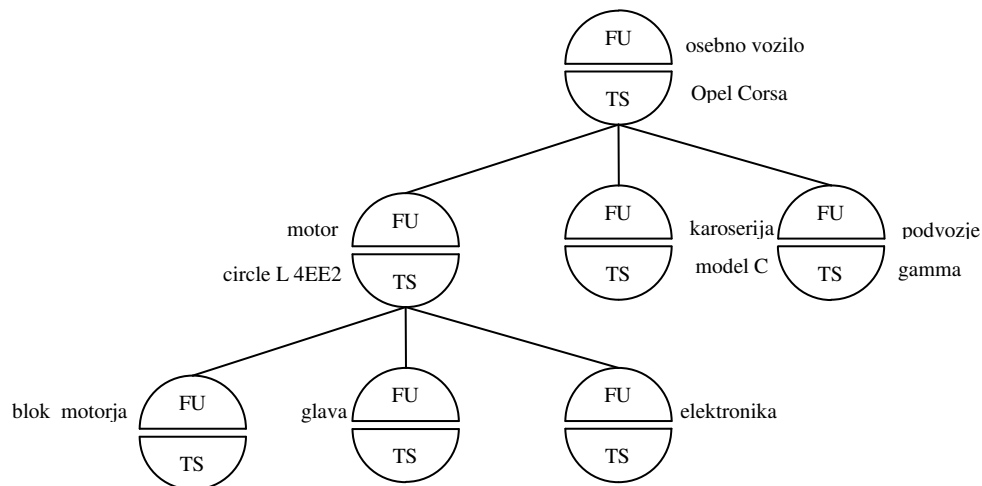 FU
osebno vozilo
TS
Opel Corsa
motor
FU
circle L 4EE2
TS
FU
karoserija
TS
model C
FU
podvozje
TS
gamma
blok motorja
FU
TS
glava
FU
TS
FU
elektronika
TS